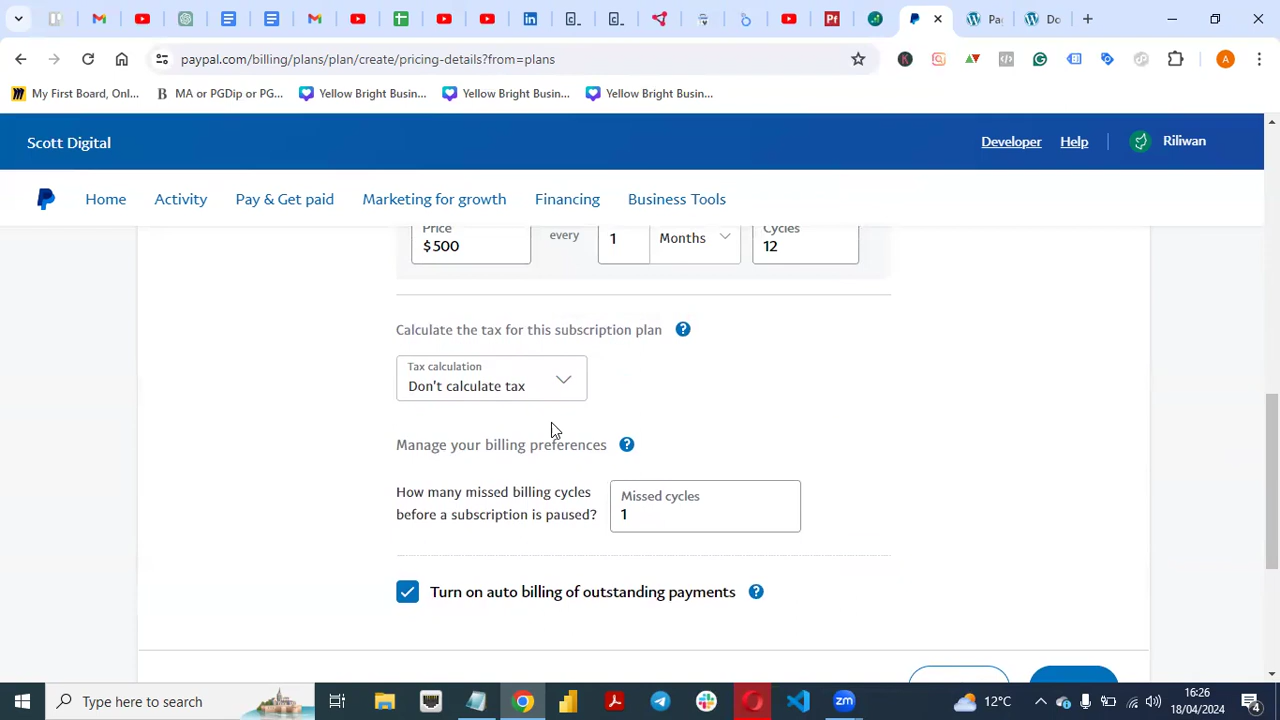 paypal.com/billing/plans/plan/create/pricing-details?from=plans
Pa
Do
My First Board, Onl...
B MA or PGDip or PG...
Yellow Bright Busin...
Yellow Bright Busin...
Yellow Bright Busin...
A
Scott Digital
Developer
Help
Riliwan
Home
Activity
Pay & Get paid
Marketing for growth
Financing
Business Tools
Price
$500
every
1
Months
Cycles
12
Calculate the tax for this subscription plan ?
Tax calculation
Don't calculate tax
Manage your billing preferences ?
How many missed billing cycles
before a subscription is paused?
Missed cycles
1
Turn on auto billing of outstanding payments ?
Type here to search
zm
12°C
16:26
18/04/2024
4